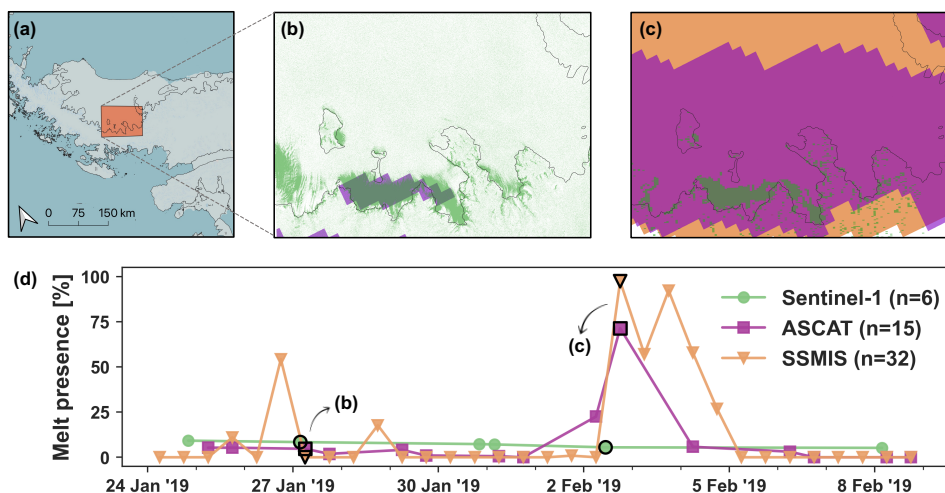 (a)
(b)
(c)
0 75 150 km
(d)
Melt presence [%]
100
75
50
25
0
Sentinel-1 (n=6)
ASCAT (n=15)
SSMIS (n=32)
(c)
(b)
24 Jan '19
27 Jan '19
30 Jan '19
2 Feb '19
5 Feb '19
8 Feb '19